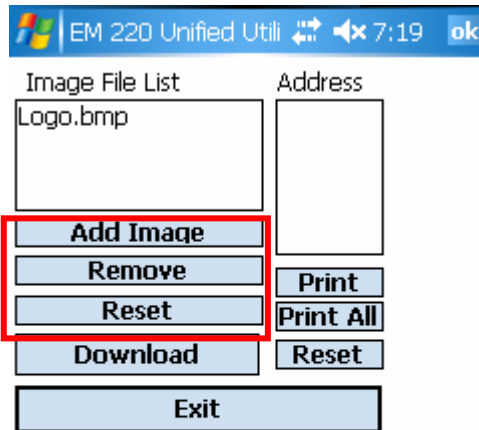 EM 220 Unified Utili 7:19 ok
Image File List
Address
Logo.bmp
Add Image
Remove
Reset
Download
Print
Print All
Reset
Exit